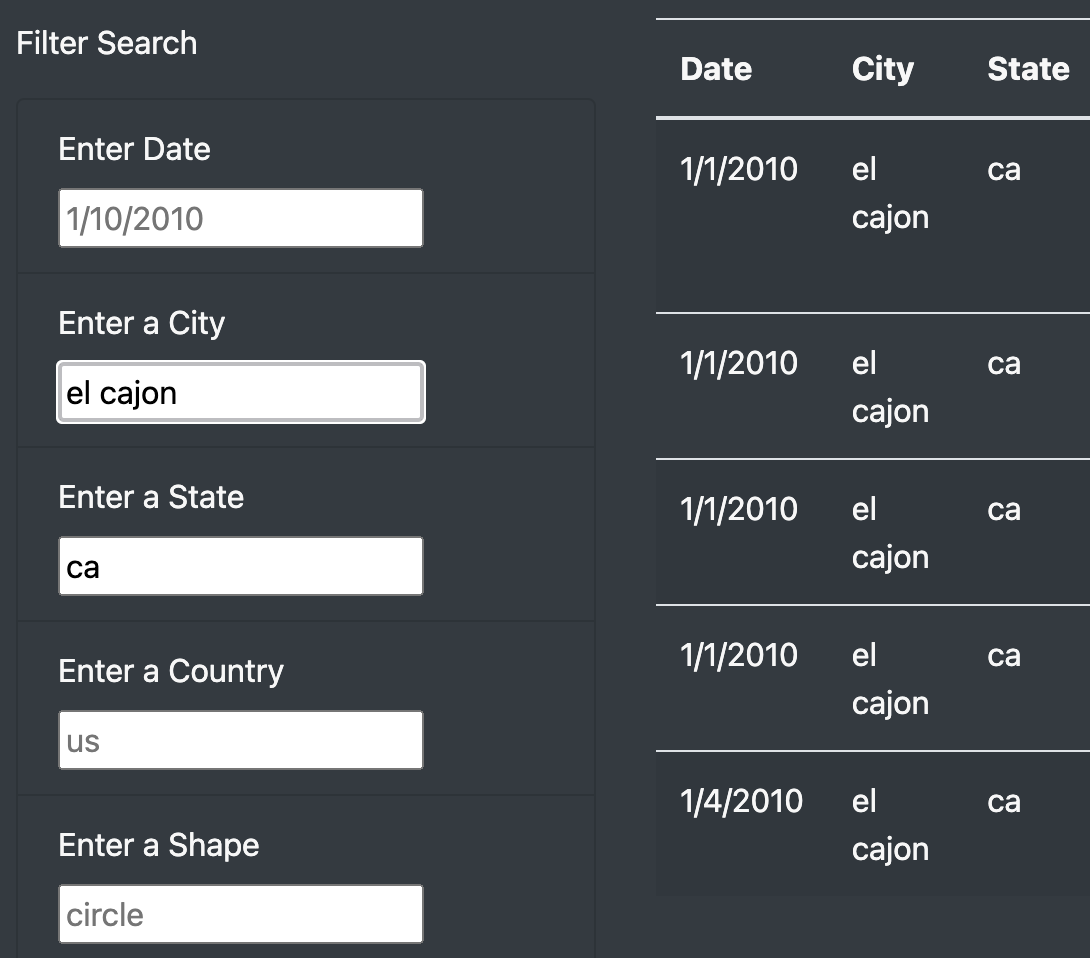 Filter Search
Enter Date
1/10/2010
Enter a City
el cajon
Enter a State
ca
Enter a Country
us
Enter a Shape
circle
Date City State
1/1/2010 el ca
cajon
1/1/2010 el ca
cajon
1/1/2010 el ca
cajon
1/1/2010 el ca
cajon
1/4/2010 el ca
cajon